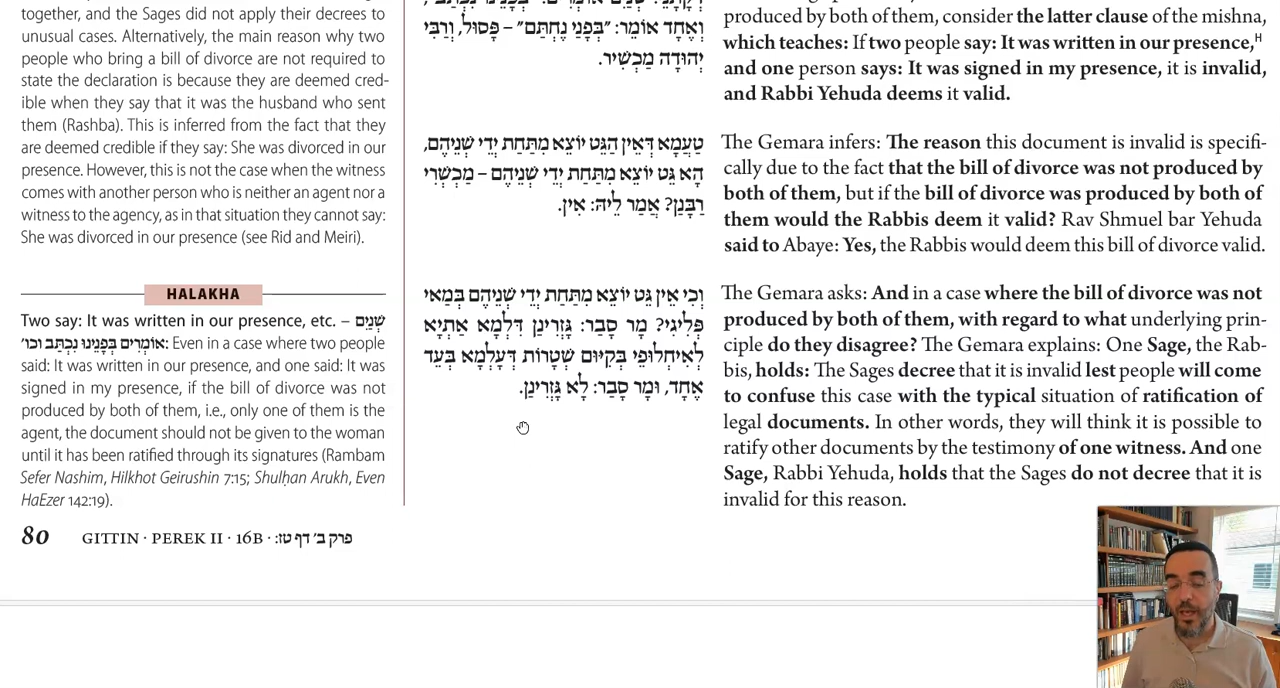 together, and the Sages did not apply their decrees to
unusual cases. Alternatively, the main reason why two
people who bring a bill of divorce are not required to
state the declaration is because they are deemed cred-
ible when they say that it was the husband who sent
them (Rashba). This is inferred from the fact that they
are deemed credible if they say: She was divorced in our
presence. However, this is not the case when the witness
comes with another person who is neither an agent nor a
witness to the agency, as in that situation they cannot say:
She was divorced in our presence (see Rid and Meiri).
HALAKHA
Two say: It was written in our presence, etc. – שְׁנַיִם
אוֹמְרִים בְּפָנֵינוּ נִכְתַּב וכו׳: Even in a case where two people
said: It was written in our presence, and one said: It was
signed in my presence, if the bill of divorce was not
produced by both of them, i.e., only one of them is the
agent, the document should not be given to the woman
until it has been ratified through its signatures (Rambam
Sefer Nashim, Hilkhot Geirushin 7:15; Shulḥan Arukh, Even
HaEzer 142:19).
וְאֶחָד אוֹמֵר: ״בְּפָנַי נֶחְתַּם״ – פָּסוּל, וְרַבִּי
יְהוּדָה מַכְשִׁיר.
טַעְמָא דְּאֵין הַגֵּט יוֹצֵא מִתַּחַת יְדֵי שְׁנֵיהֶם,
הָא גֵּט יוֹצֵא מִתַּחַת יְדֵי שְׁנֵיהֶם – מַכְשְׁרִי
רַבָּנַן? אֲמַר לֵיהּ: אִין.
וְכִי אֵין גֵּט יוֹצֵא מִתַּחַת יְדֵי שְׁנֵיהֶם בְּמַאי
פְּלִיגִי? מָר סָבַר: גָּזְרִינַן דִּלְמָא אָתְיָא
לְאִיחַלּוֹפֵי בְּקִיּוּם שְׁטָרוֹת דְּעָלְמָא בְּעֵד
אֶחָד, וּמָר סָבַר: לָא גָּזְרִינַן.
produced by both of them, consider the latter clause of the mishna,
which teaches: If two people say: It was written in our presence,H
and one person says: It was signed in my presence, it is invalid,
and Rabbi Yehuda deems it valid.
The Gemara infers: The reason this document is invalid is specifi-
cally due to the fact that the bill of divorce was not produced by
both of them, but if the bill of divorce was produced by both of
them would the Rabbis deem it valid? Rav Shmuel bar Yehuda
said to Abaye: Yes, the Rabbis would deem this bill of divorce valid.
The Gemara asks: And in a case where the bill of divorce was not
produced by both of them, with regard to what underlying prin-
ciple do they disagree? The Gemara explains: One Sage, the Rab-
bis, holds: The Sages decree that it is invalid lest people will come
to confuse this case with the typical situation of ratification of
legal documents. In other words, they will think it is possible to
ratify other documents by the testimony of one witness. And one
Sage, Rabbi Yehuda, holds that the Sages do not decree that it is
invalid for this reason.
80 GITTIN · PEREK II · 16B · פרק ב׳ דף טז: